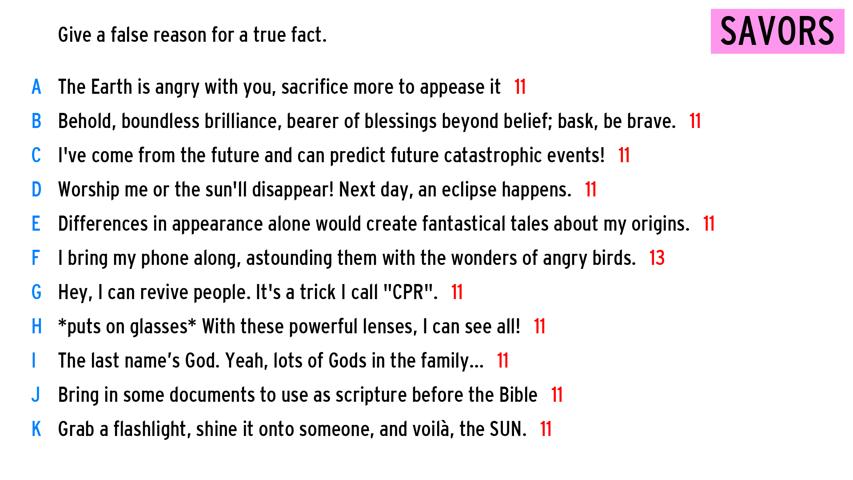 Give a false reason for a true fact.
SAVORS
A The Earth is angry with you, sacrifice more to appease it 11
B Behold, boundless brilliance, bearer of blessings beyond belief; bask, be brave. 11
C I've come from the future and can predict future catastrophic events! 11
D Worship me or the sun'll disappear! Next day, an eclipse happens. 11
E Differences in appearance alone would create fantastical tales about my origins. 11
F I bring my phone along, astounding them with the wonders of angry birds. 13
G Hey, I can revive people. It's a trick I call "CPR". 11
H *puts on glasses* With these powerful lenses, I can see all! 11
I The last name’s God. Yeah, lots of Gods in the family... 11
J Bring in some documents to use as scripture before the Bible 11
K Grab a flashlight, shine it onto someone, and voilà, the SUN. 11